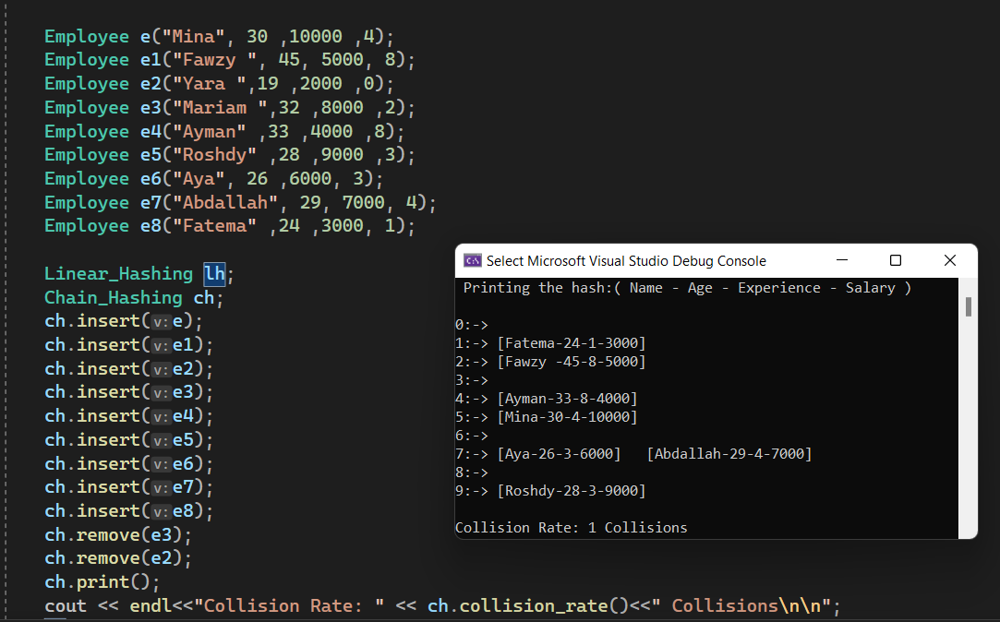 Employee e("Mina", 30 ,10000 ,4);
Employee e1("Fawzy ", 45, 5000, 8);
Employee e2("Yara ",19 ,2000 ,0);
Employee e3("Mariam ",32 ,8000 ,2);
Employee e4("Ayman" ,33 ,4000 ,8);
Employee e5("Roshdy" ,28 ,9000 ,3);
Employee e6("Aya", 26 ,6000, 3);
Employee e7("Abdallah", 29, 7000, 4);
Employee e8("Fatema" ,24 ,3000, 1);
Linear_Hashing lh;
Chain_Hashing ch;
ch.insert(v:e);
ch.insert(v:e1);
ch.insert(v:e2);
ch.insert(v:e3);
ch.insert(v:e4);
ch.insert(v:e5);
ch.insert(v:e6);
ch.insert(v:e7);
ch.insert(v:e8);
ch.remove(e3);
ch.remove(e2);
ch.print();
cout << endl<<"Collision Rate: " << ch.collision_rate()<<" Collisions\n\n";
C:\ Select Microsoft Visual Studio Debug Console
Printing the hash:( Name - Age - Experience - Salary )
0:->
1:-> [Fatema-24-1-3000]
2:-> [Fawzy -45-8-5000]
3:->
4:-> [Ayman-33-8-4000]
5:-> [Mina-30-4-10000]
6:->
7:-> [Aya-26-3-6000]   [Abdallah-29-4-7000]
8:->
9:-> [Roshdy-28-3-9000]
Collision Rate: 1 Collisions